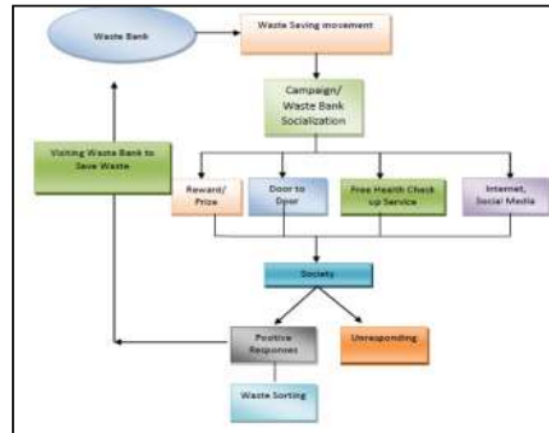 Waste Bank
Waste Saving movement
Campaign/
Waste Bank
Socialization
Visiting Waste Bank to
Save Waste
Reward/
Prize
Door to
Door
Free Health Check
up Service
Internet,
Social Media
Society
Positive
Responses
Unresponding
Waste Sorting